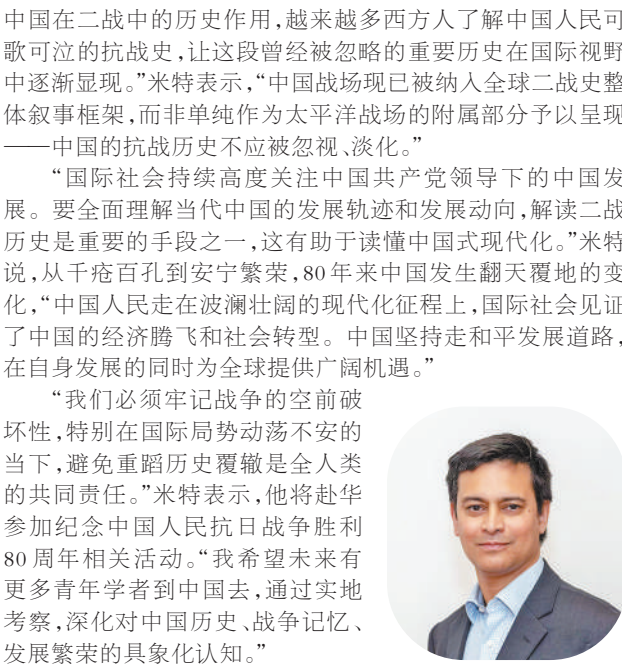 中国在二战中的历史作用，越来越多西方人了解中国人民可
歌可泣的抗战史，让这段曾经被忽略的重要历史在国际视野
中逐渐显现。”米特表示，“中国战场现已被纳入全球二战史整
体叙事框架，而非单纯作为太平洋战场的附属部分予以呈现
——中国的抗战历史不应被忽视、淡化。”
“国际社会持续高度关注中国共产党领导下的中国发
展。要全面理解当代中国的发展轨迹和发展动向，解读二战
历史是重要的手段之一，这有助于读懂中国式现代化。”米特
说，从千疮百孔到安宁繁荣，80年来中国发生翻天覆地的变
化，“中国人民走在波澜壮阔的现代化征程上，国际社会见证
了中国的经济腾飞和社会转型。中国坚持走和平发展道路，
在自身发展的同时为全球提供广阔机遇。”
“我们必须牢记战争的空前破
坏性，特别在国际局势动荡不安的
当下，避免重蹈历史覆辙是全人类
的共同责任。”米特表示，他将赴华
参加纪念中国人民抗日战争胜利
80周年相关活动。“我希望未来有
更多青年学者到中国去，通过实地
考察，深化对中国历史、战争记忆、
发展繁荣的具象化认知。”